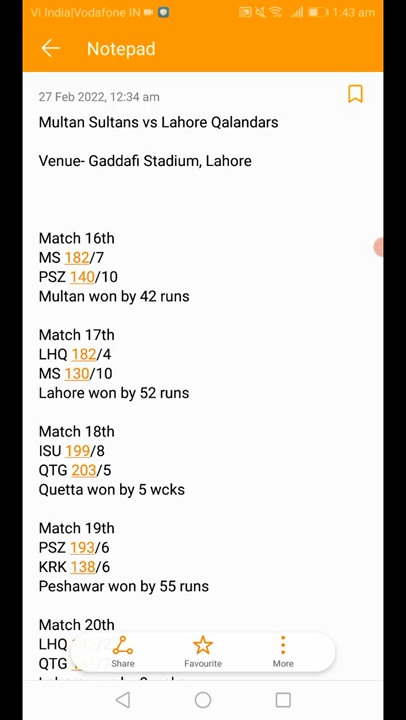 Vi India|Vodafone IN 1:43 am
Notepad
27 Feb 2022, 12:34 am
Multan Sultans vs Lahore Qalandars
Venue- Gaddafi Stadium, Lahore
Match 16th
MS 182/7
PSZ 140/10
Multan won by 42 runs
Match 17th
LHQ 182/4
MS 130/10
Lahore won by 52 runs
Match 18th
ISU 199/8
QTG 203/5
Quetta won by 5 wcks
Match 19th
PSZ 193/6
KRK 138/6
Peshawar won by 55 runs
Match 20th
LHQ
QTG
Share Favourite More